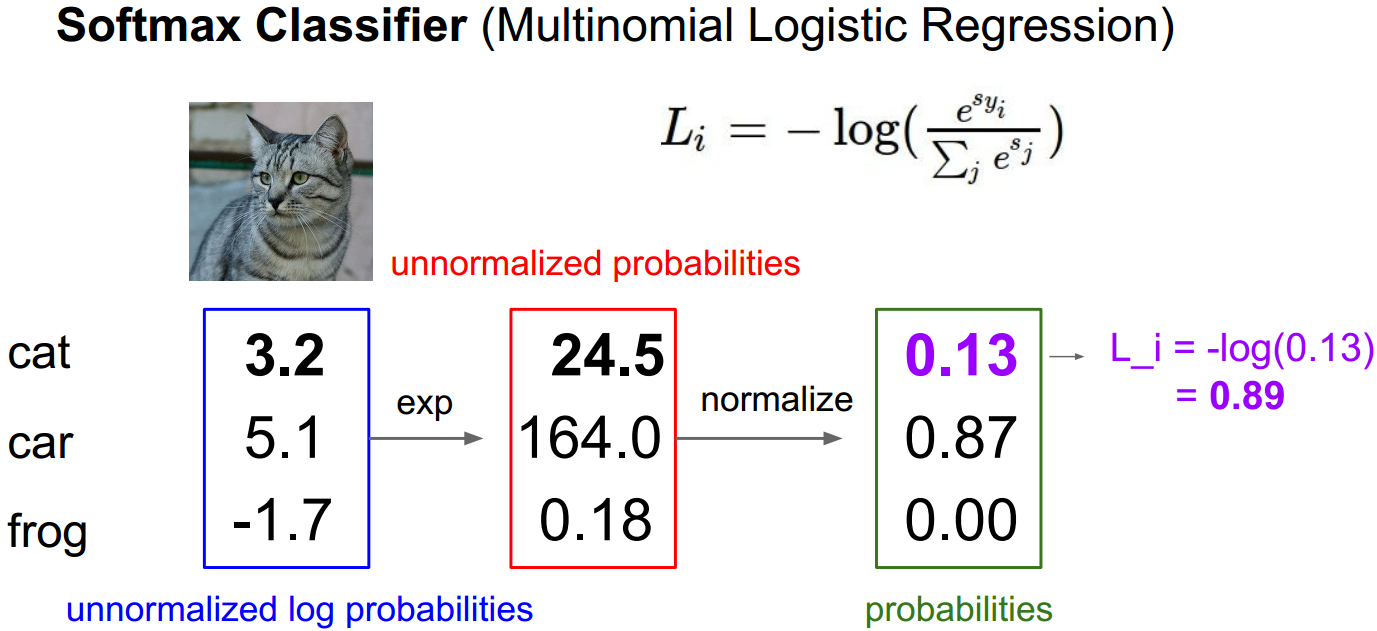 Softmax Classifier (Multinomial Logistic Regression)
L_i = − log(e^{s_{y_i}} / ∑_j e^{s_j})
unnormalized probabilities
cat 3.2 24.5 0.13 L_i = -log(0.13)
= 0.89
exp normalize
car 5.1 164.0 0.87
frog -1.7 0.18 0.00
unnormalized log probabilities probabilities